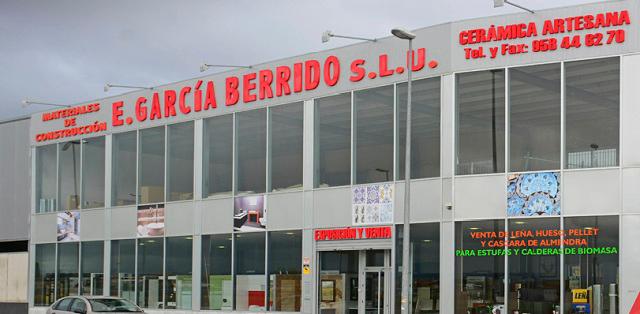 MATERIALES
DE
CONSTRUCCIÓN
E. GARCÍA BERRIDO S.L.U.
CERÁMICA ARTESANA
Tel. y Fax: 958 44 62 70
EXPOSICIÓN Y VENTA
VENTA DE LEÑA, HUESO, PELLET
Y CASCARA DE ALMENDRA
PARA ESTUFAS Y CALDERAS DE BIOMASA
LEÑA